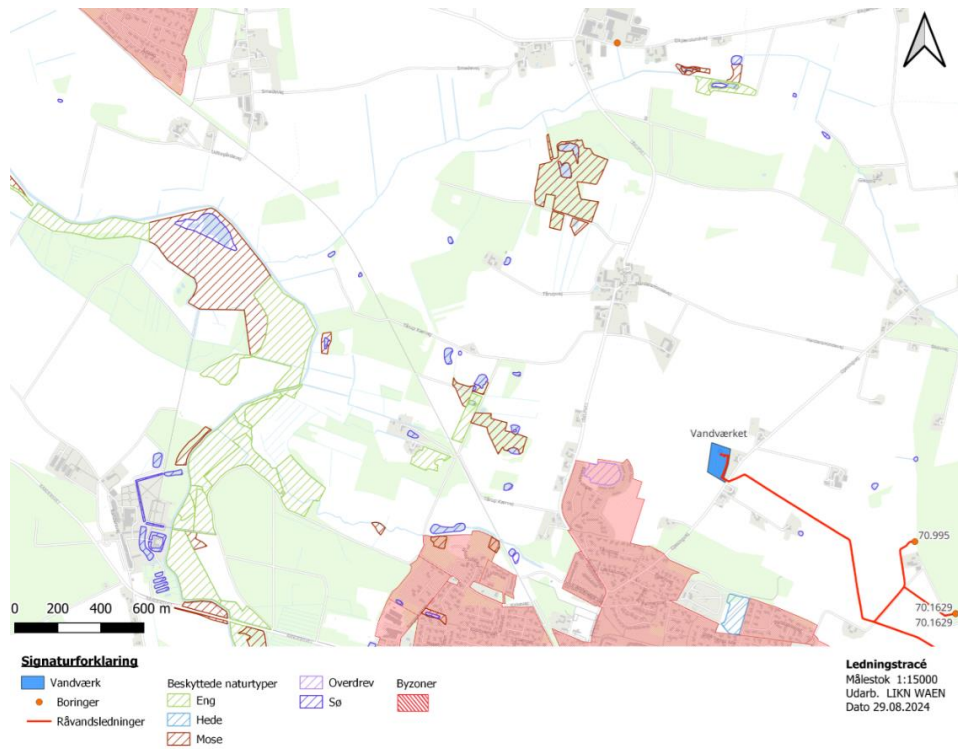 Vandværket
70.995
70.1629
70.1629
0 200 400 600 m
Signaturforklaring
Vandværk
Boringer
Råvandsledninger
Beskyttede naturtyper
Eng
Hede
Mose
Overdrev
Sø
Byzoner
Ledningstracé
Målestok 1:15000
Udarb. LIKN WAEN
Dato 29.08.2024